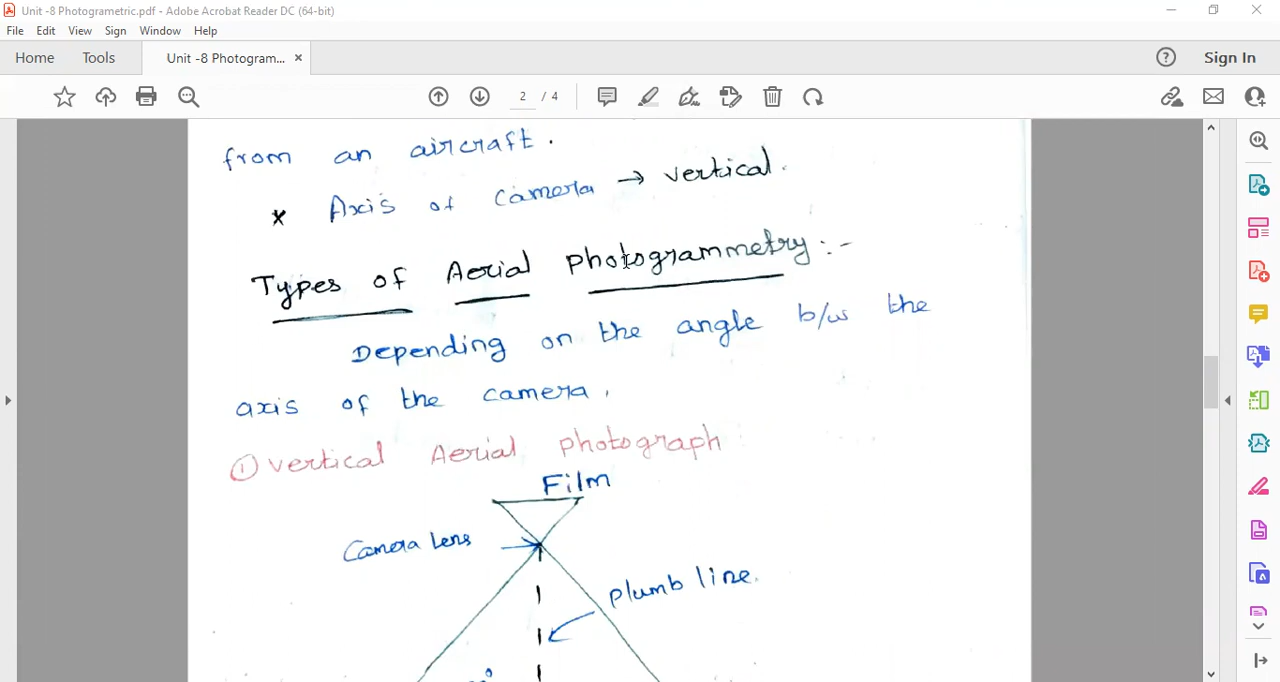 Unit -8 Photogrametric.pdf - Adobe Acrobat Reader DC (64-bit)
File Edit View Sign Window Help
Home Tools Unit -8 Photogram... × Sign In
2 / 4
from an aircraft.
* Axis of camera → vertical.
Types of Aerial photogrammetry :-
Depending on the angle b/w the
axis of the camera.
① vertical Aerial photograph
Film
Camera lens
plumb line